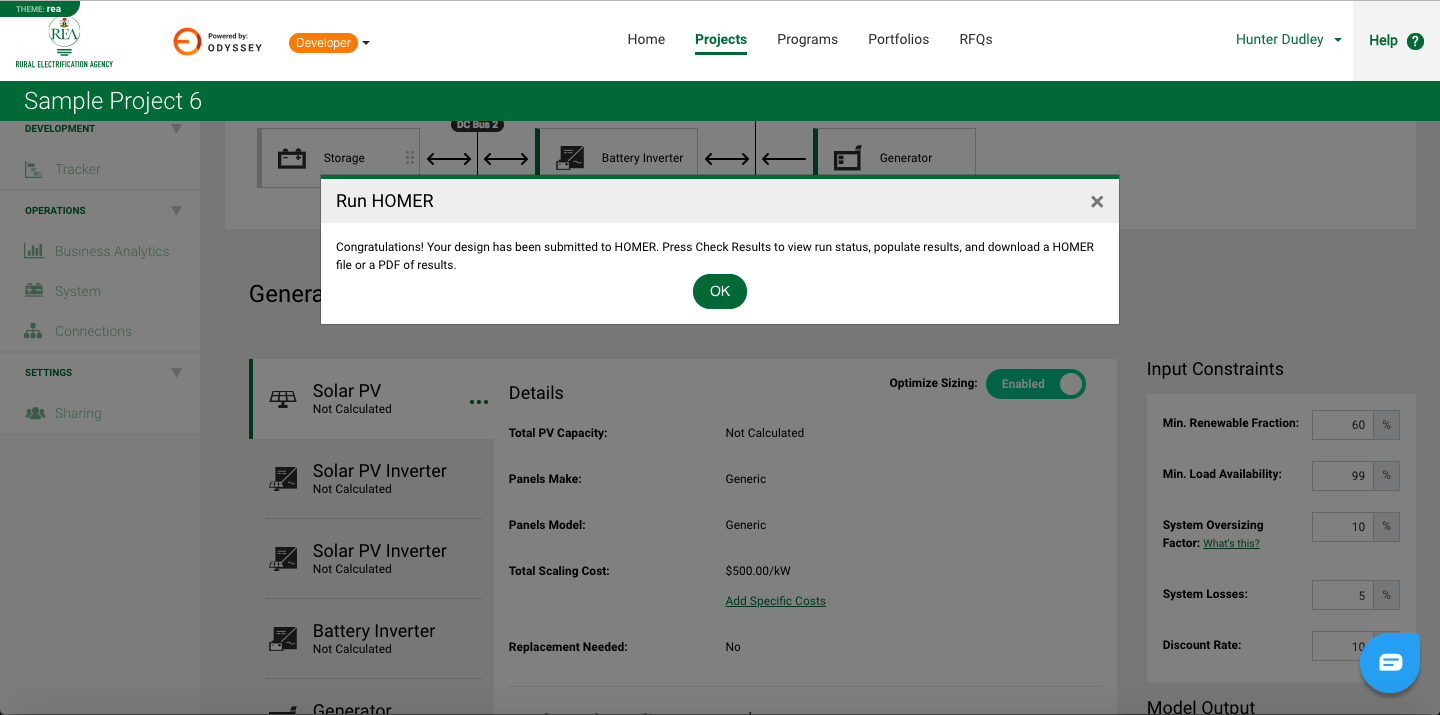 THEME: rea
REA
RURAL ELECTRIFICATION AGENCY
Powered by:
ODYSSEY
Developer
Home
Projects
Programs
Portfolios
RFQs
Hunter Dudley
Help ?
Sample Project 6
DEVELOPMENT
Tracker
OPERATIONS
Business Analytics
System
Connections
SETTINGS
Sharing
DC Bus 2
Storage
Battery Inverter
Generator
Run HOMER
×
Congratulations! Your design has been submitted to HOMER. Press Check Results to view run status, populate results, and download a HOMER
file or a PDF of results.
OK
Solar PV
Not Calculated
Solar PV Inverter
Not Calculated
Solar PV Inverter
Not Calculated
Battery Inverter
Not Calculated
Generator
Details
Optimize Sizing:
Enabled
Total PV Capacity:
Not Calculated
Panels Make:
Generic
Panels Model:
Generic
Total Scaling Cost:
$500.00/kW
Add Specific Costs
Replacement Needed:
No
Input Constraints
Min. Renewable Fraction:
60 %
Min. Load Availability:
99 %
System Oversizing
Factor: What's this?
10 %
System Losses:
5 %
Discount Rate:
10
Model Output